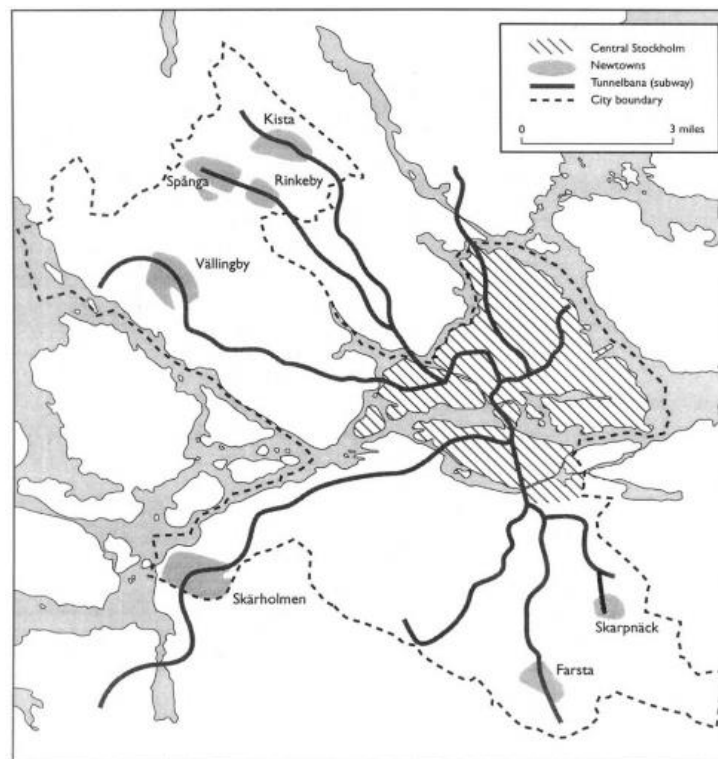 Central Stockholm
Newtowns
Tunnelbana (subway)
City boundary
0 3 miles
Kista
Spånga
Rinkeby
Vällingby
Skärholmen
Skarpnäck
Farsta